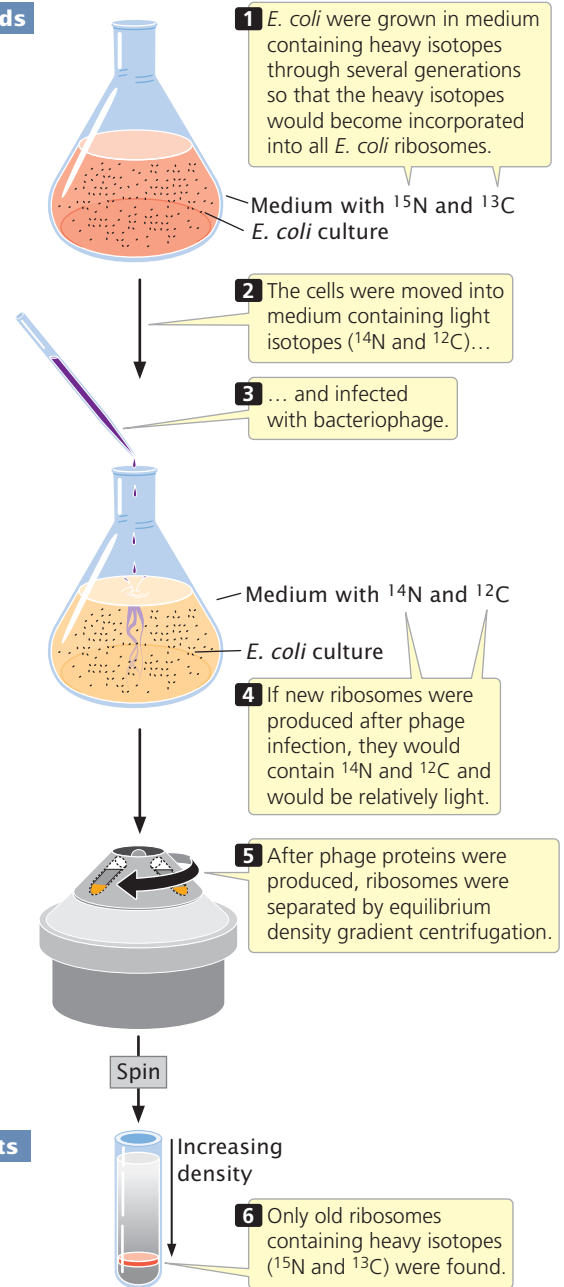 ds
1 E. coli were grown in medium
containing heavy isotopes
through several generations
so that the heavy isotopes
would become incorporated
into all E. coli ribosomes.
Medium with ¹⁵N and ¹³C
E. coli culture
2 The cells were moved into
medium containing light
isotopes (¹⁴N and ¹²C)…
3 … and infected
with bacteriophage.
Medium with ¹⁴N and ¹²C
E. coli culture
4 If new ribosomes were
produced after phage
infection, they would
contain ¹⁴N and ¹²C and
would be relatively light.
5 After phage proteins were
produced, ribosomes were
separated by equilibrium
density gradient centrifugation.
Spin
ts
Increasing
density
6 Only old ribosomes
containing heavy isotopes
(¹⁵N and ¹³C) were found.